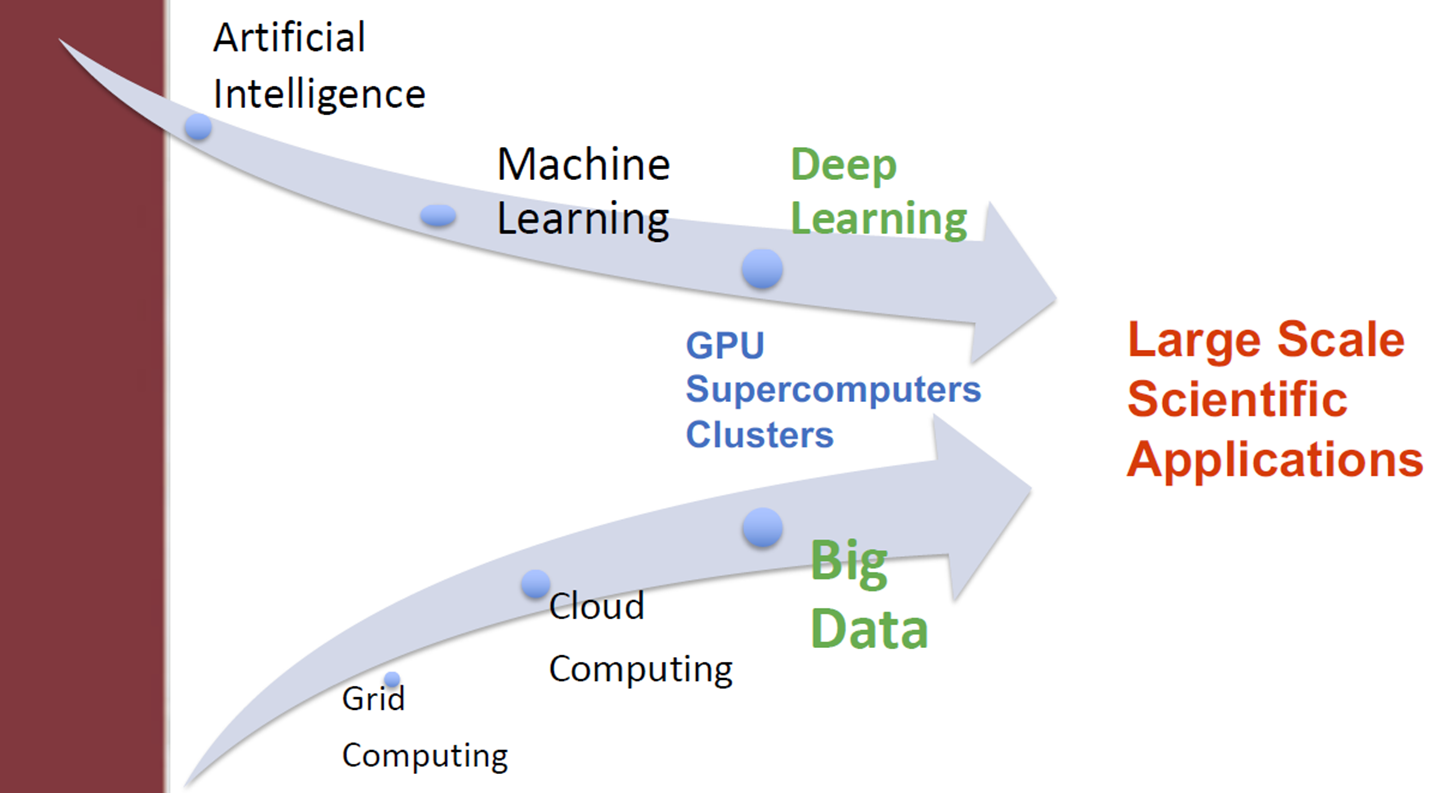 Artificial
Intelligence
Machine
Learning
Deep
Learning
GPU
Supercomputers
Clusters
Large Scale
Scientific
Applications
Big
Data
Cloud
Computing
Grid
Computing